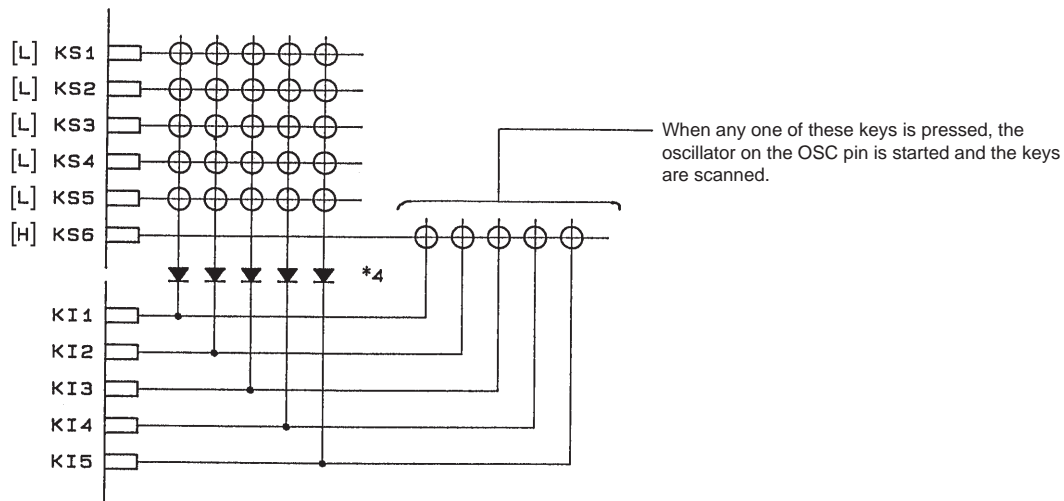 [L] KS1
[L] KS2
[L] KS3
[L] KS4
[L] KS5
[H] KS6
When any one of these keys is pressed, the
oscillator on the OSC pin is started and the keys
are scanned.
*4
KI1
KI2
KI3
KI4
KI5